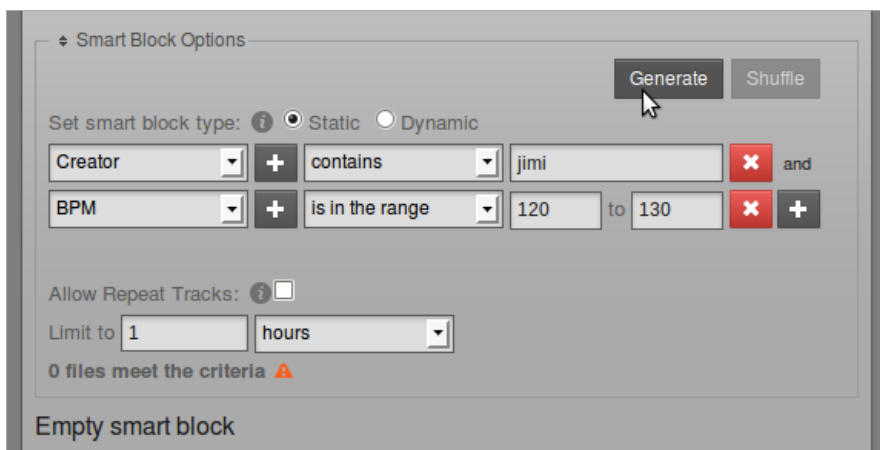 Smart Block Options
Generate Shuffle
Set smart block type: Static Dynamic
Creator contains jimi and
BPM is in the range 120 to 130
Allow Repeat Tracks:
Limit to 1 hours
0 files meet the criteria
Empty smart block